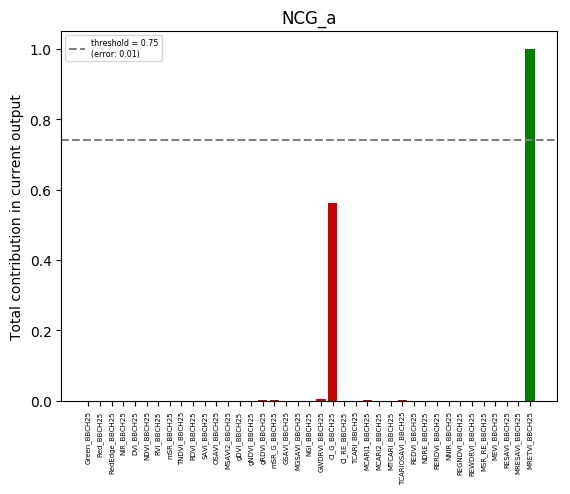 NCG_a
threshold = 0.75
(error: 0.01)
Total contribution in current output
1.0
0.8
0.6
0.4
0.2
0.0
Green_BBCH25
Red_BBCH25
RedEdge_BBCH25
NIR_BBCH25
DVI_BBCH25
NDVI_BBCH25
RVI_BBCH25
mSR_BBCH25
TNDVI_BBCH25
RDVI_BBCH25
SAVI_BBCH25
OSAVI_BBCH25
MSAVI2_BBCH25
gDVI_BBCH25
gNDVI_BBCH25
gRDVI_BBCH25
mSR_G_BBCH25
GSAVI_BBCH25
MGSAVI_BBCH25
NGI_BBCH25
GWDRVI_BBCH25
CI_G_BBCH25
CI_RE_BBCH25
TCARI_BBCH25
MCARI1_BBCH25
MCARI2_BBCH25
MTCARI_BBCH25
TCARIOSAVI_BBCH25
REDVI_BBCH25
NDRE_BBCH25
RERDVI_BBCH25
NNIR_BBCH25
REGNDVI_BBCH25
REWDRVI_BBCH25
MSR_RE_BBCH25
MEVI_BBCH25
RESAVI_BBCH25
MRESAVI_BBCH25
MRETVI_BBCH25